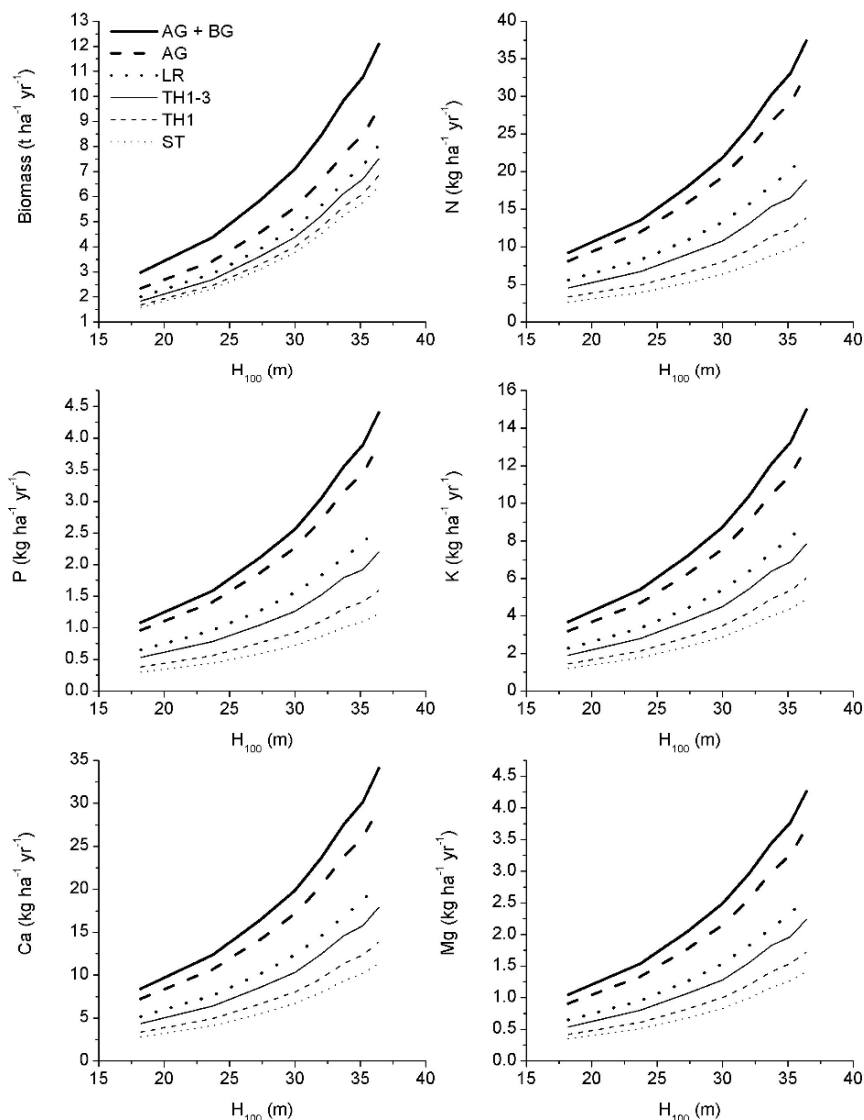 13
12
11
10
9
8
7
6
5
4
3
2
1
15 20 25 30 35 40
Biomass (t ha⁻¹ yr⁻¹)
H₁₀₀ (m)
AG + BG
AG
LR
TH1-3
TH1
ST
40
35
30
25
20
15
10
5
0
15 20 25 30 35 40
N (kg ha⁻¹ yr⁻¹)
H₁₀₀ (m)
4.5
4.0
3.5
3.0
2.5
2.0
1.5
1.0
0.5
0.0
15 20 25 30 35 40
P (kg ha⁻¹ yr⁻¹)
H₁₀₀ (m)
16
14
12
10
8
6
4
2
0
15 20 25 30 35 40
K (kg ha⁻¹ yr⁻¹)
H₁₀₀ (m)
35
30
25
20
15
10
5
0
15 20 25 30 35 40
Ca (kg ha⁻¹ yr⁻¹)
H₁₀₀ (m)
4.5
4.0
3.5
3.0
2.5
2.0
1.5
1.0
0.5
0.0
15 20 25 30 35 40
Mg (kg ha⁻¹ yr⁻¹)
H₁₀₀ (m)